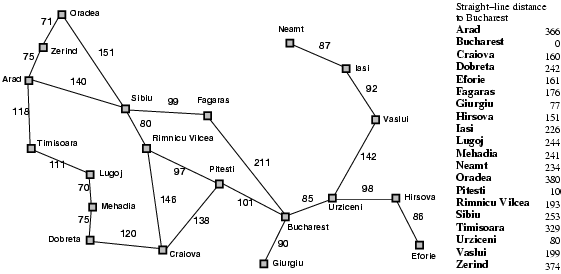 Straight–line distance
to Bucharest
Arad 366
Bucharest 0
Craiova 160
Dobreta 242
Eforie 161
Fagaras 176
Giurgiu 77
Hirsova 151
Iasi 226
Lugoj 244
Mehadia 241
Neamt 234
Oradea 380
Pitesti 10
Rimnicu Vilcea 193
Sibiu 253
Timisoara 329
Urziceni 80
Vaslui 199
Zerind 374
Oradea
71
Neamt
Zerind
87
151
75
Iasi
Arad
140
92
Sibiu
99
Fagaras
118
80
Vaslui
Timisoara
Rimnicu Vilcea
111
142
211
Lugoj
97
Pitesti
70
98
Hirsova
Mehadia
146
101
85
Urziceni
75
138
86
Bucharest
120
Dobreta
90
Craiova
Eforie
Giurgiu